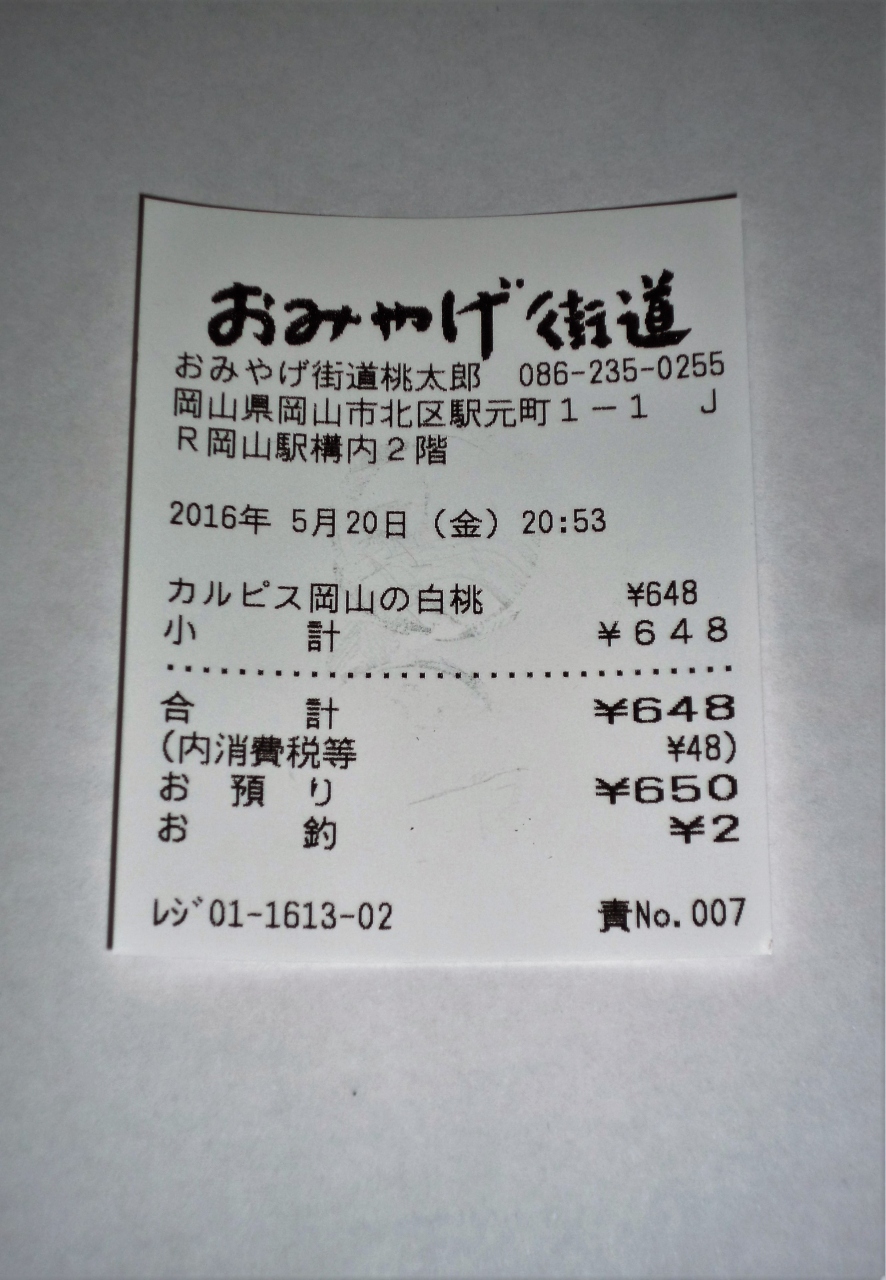 おみやげ街道
おみやげ街道桃太郎 086-235-0255
岡山県岡山市北区駅元町1-1 J
R岡山駅構内2階
2016年 5月20日(金) 20:53
カルピス岡山の白桃 ¥648
小 計 ¥648
合 計 ¥648
(内消費税等 ¥48)
お 預 り ¥650
お 釣 ¥2
ﾚｼﾞ01-1613-02 責No.007